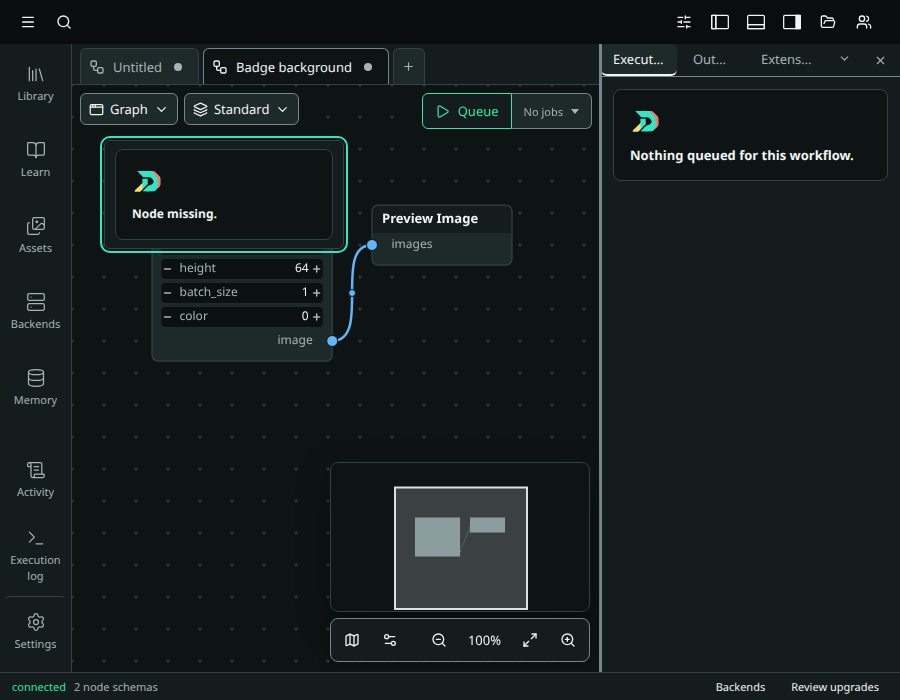 Untitled
Badge background
+
Execut...
Out...
Extens...
Library
Learn
Assets
Backends
Memory
Activity
Execution
log
Settings
Graph
Standard
Queue
No jobs
Node missing.
height 64
batch_size 1
color 0
image
Preview Image
images
Nothing queued for this workflow.
100%
connected
2 node schemas
Backends
Review upgrades